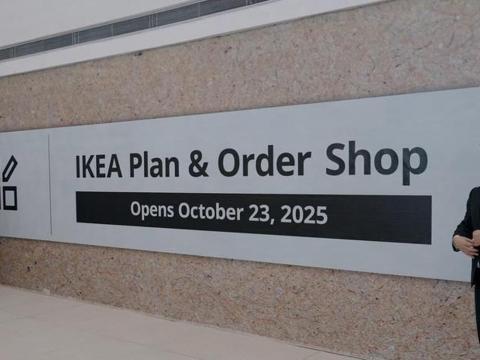 IKEA Plan & Order Shop
Opens October 23, 2025